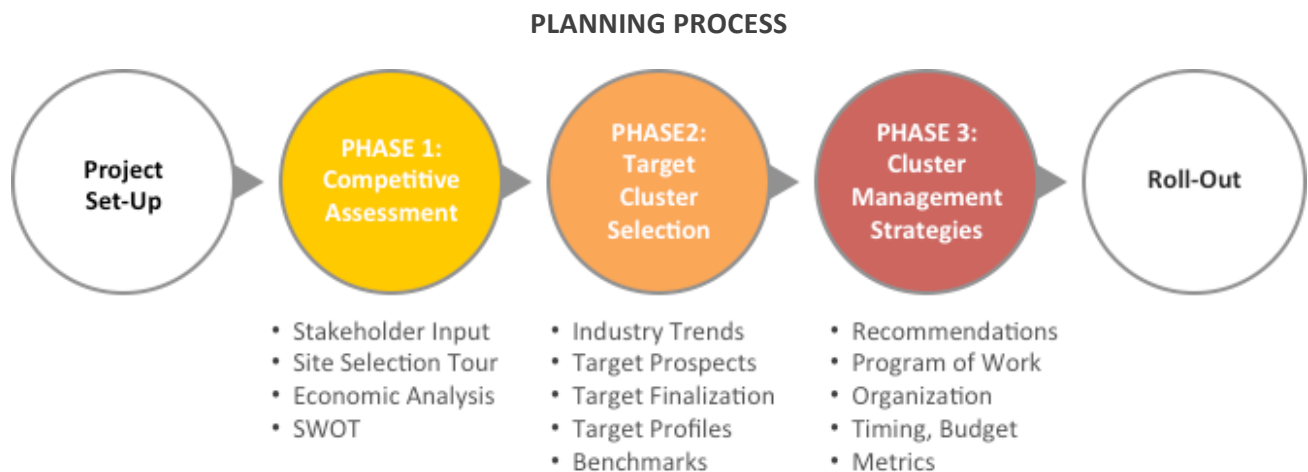 PLANNING PROCESS
Project
Set-Up
PHASE 1:
Competitive
Assessment
PHASE2:
Target
Cluster
Selection
PHASE 3:
Cluster
Management
Strategies
Roll-Out
• Stakeholder Input
• Site Selection Tour
• Economic Analysis
• SWOT
• Industry Trends
• Target Prospects
• Target Finalization
• Target Profiles
• Benchmarks
• Recommendations
• Program of Work
• Organization
• Timing, Budget
• Metrics